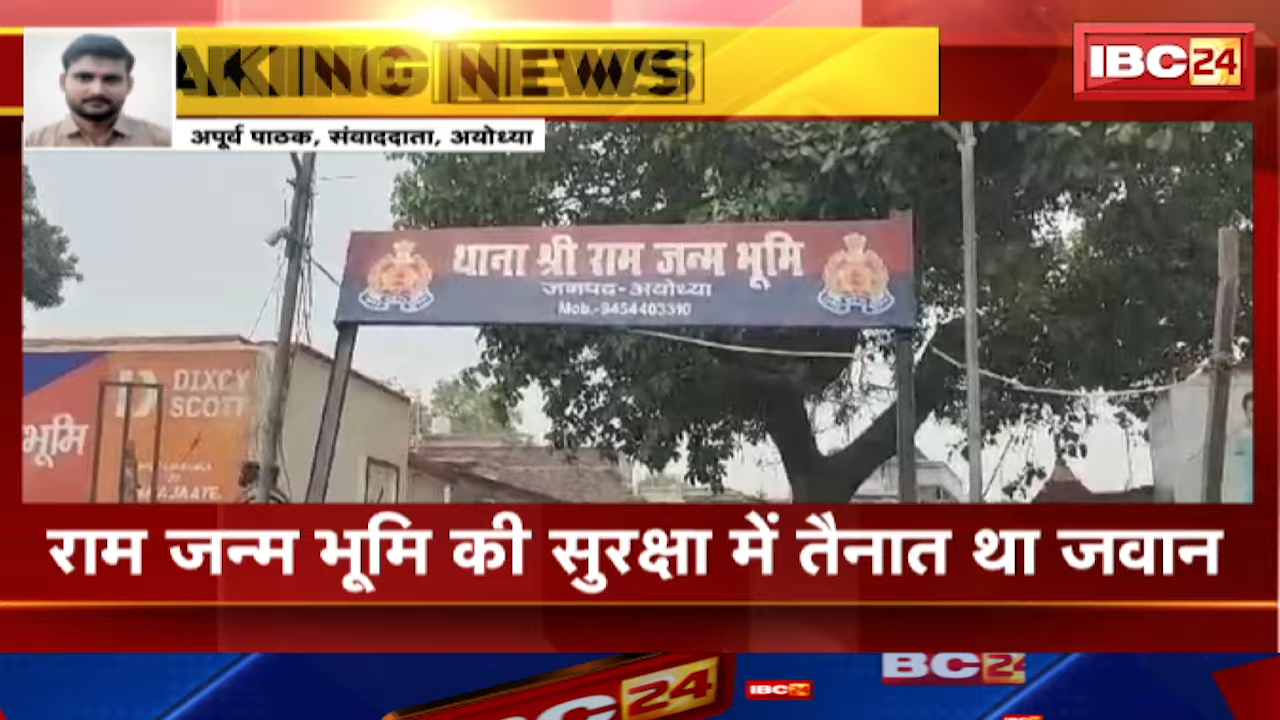 AKING NEWS
IBC24
अपूर्व पाठक, संवाददाता, अयोध्या
थाना श्री राम जन्म भूमि
जनपद-अयोध्या
Mob.-9454403310
भूमि
DIXCY
SCOTT
राम जन्म भूमि की सुरक्षा में तैनात था जवान
IBC24
IBC24
IBC24